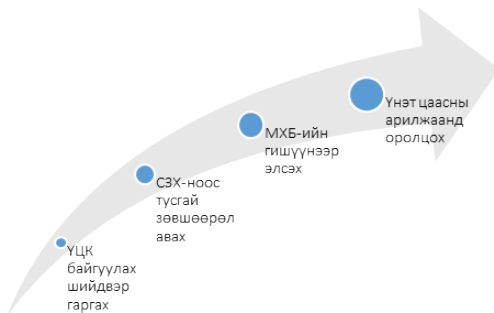 ҮЦК
байгуулах
шийдвэр
гаргах
СЗХ-ноос
тусгай
зөвшөөрөл
авах
МХБ-ийн
гишүүнээр
элсэх
Үнэт цаасны
арилжаанд
оролцох